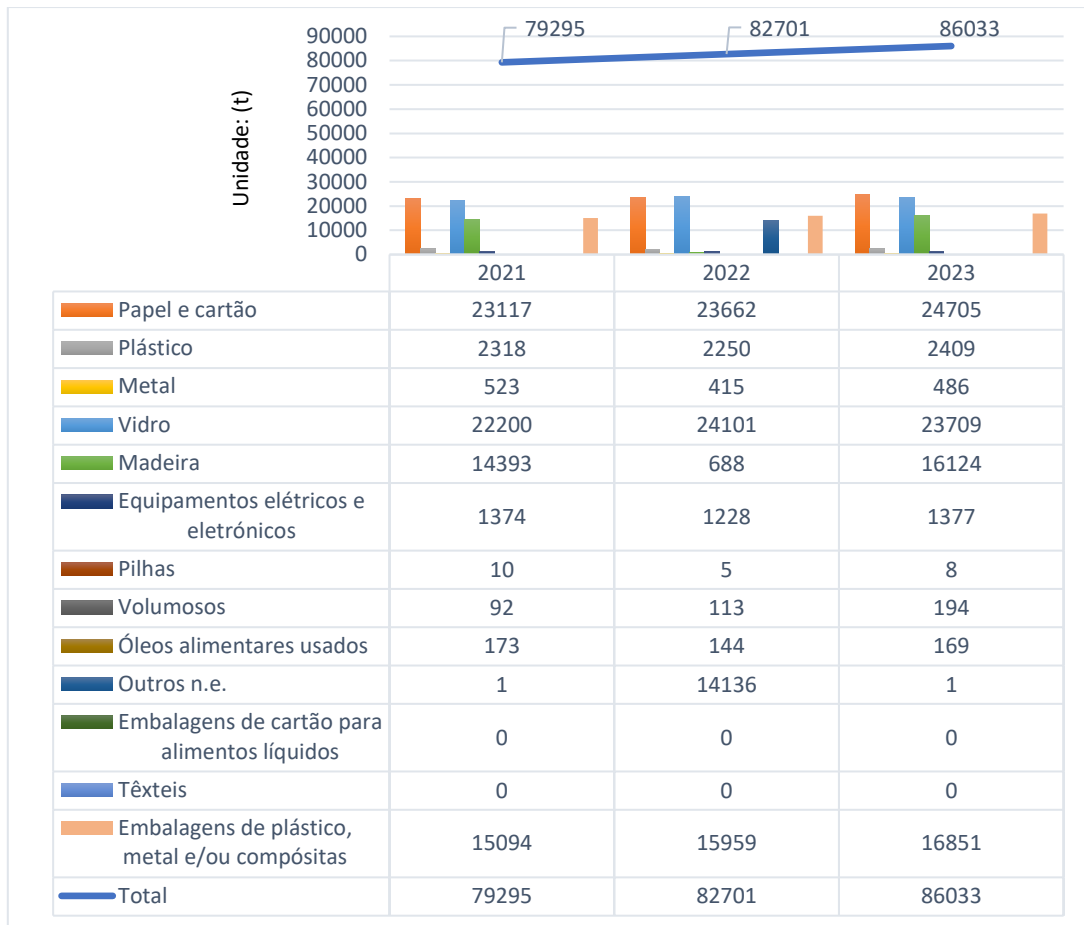 79295 82701 86033
Unidade: (t)
90000
80000
70000
60000
50000
40000
30000
20000
10000
0
2021 2022 2023
Papel e cartão 23117 23662 24705
Plástico 2318 2250 2409
Metal 523 415 486
Vidro 22200 24101 23709
Madeira 14393 688 16124
Equipamentos elétricos e
eletrónicos 1374 1228 1377
Pilhas 10 5 8
Volumosos 92 113 194
Óleos alimentares usados 173 144 169
Outros n.e. 1 14136 1
Embalagens de cartão para
alimentos líquidos 0 0 0
Têxteis 0 0 0
Embalagens de plástico,
metal e/ou compósitas 15094 15959 16851
Total 79295 82701 86033